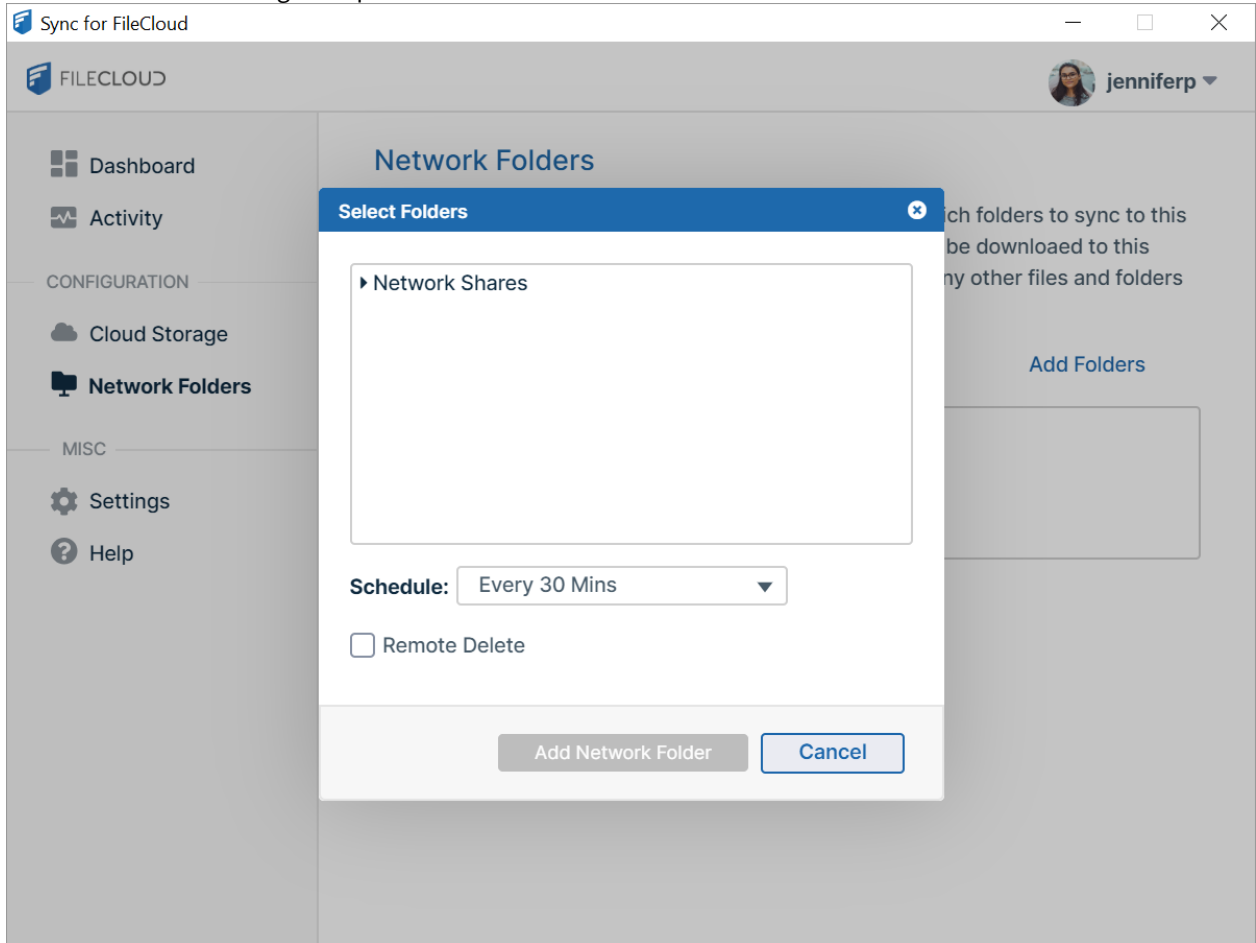 Sync for FileCloud
FILECLOUD
jenniferp
Dashboard
Activity
CONFIGURATION
Cloud Storage
Network Folders
MISC
Settings
Help
Network Folders
ich folders to sync to this
be downloaed to this
ny other files and folders
Add Folders
Select Folders
Network Shares
Schedule: Every 30 Mins
Remote Delete
Add Network Folder Cancel